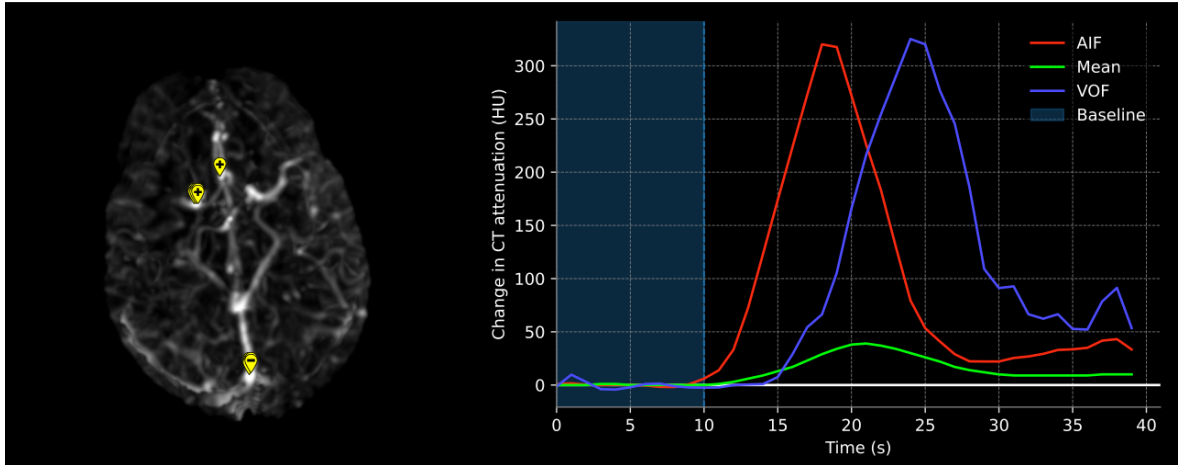 Change in CT attenuation (HU)
300
250
200
150
100
50
0
AIF
Mean
VOF
Baseline
0 5 10 15 20 25 30 35 40
Time (s)